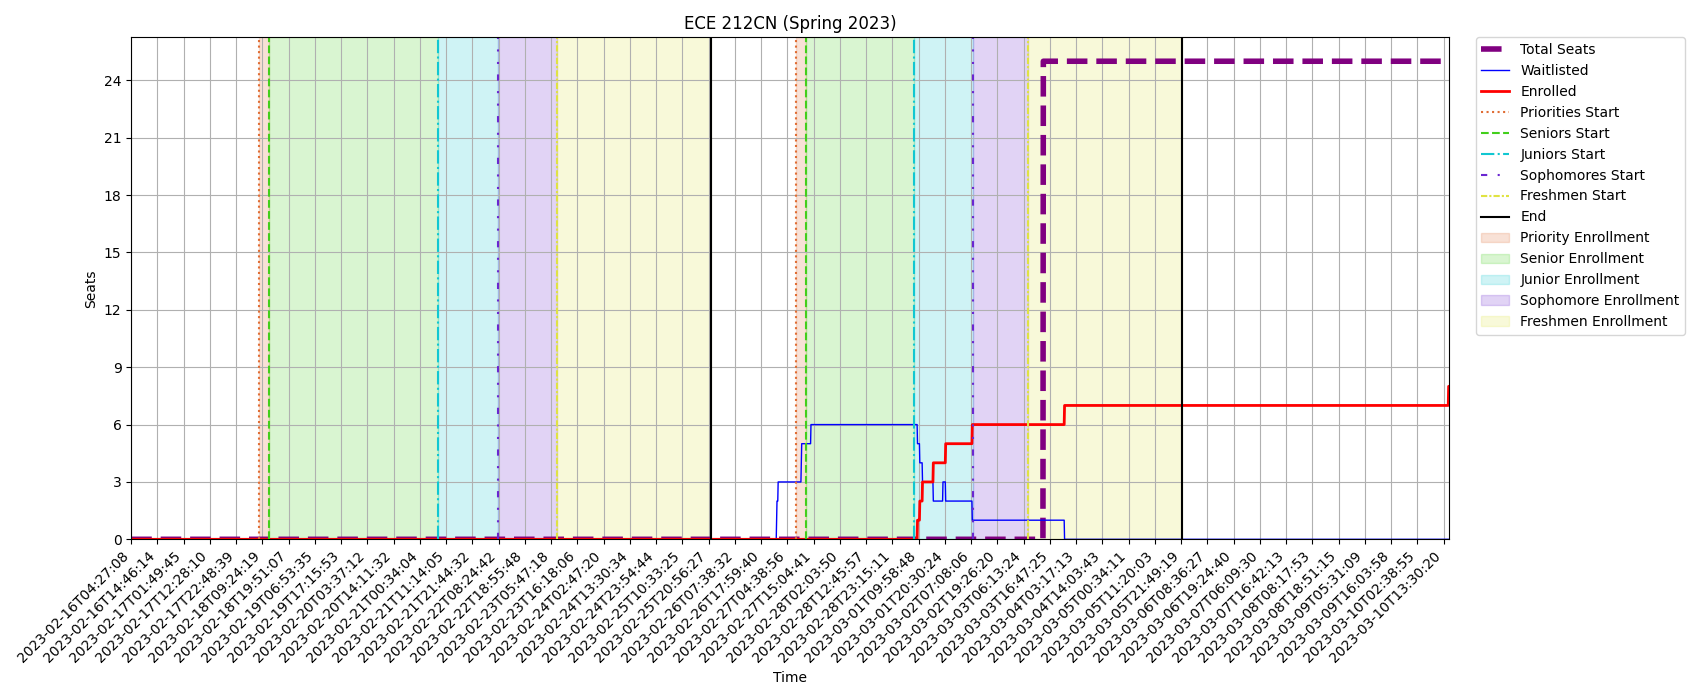 ECE 212CN (Spring 2023)
Seats
24
21
18
15
12
9
6
3
0
2023-02-16T04:27:08
2023-02-16T14:46:14
2023-02-17T01:49:45
2023-02-17T12:28:10
2023-02-17T22:48:39
2023-02-18T09:24:19
2023-02-18T19:51:07
2023-02-19T06:53:35
2023-02-19T17:15:53
2023-02-20T03:37:12
2023-02-20T14:11:32
2023-02-21T00:34:04
2023-02-21T11:14:05
2023-02-21T21:44:32
2023-02-22T08:24:42
2023-02-22T18:55:48
2023-02-23T05:47:18
2023-02-23T16:18:06
2023-02-24T02:47:20
2023-02-24T13:30:34
2023-02-24T23:54:44
2023-02-25T10:33:25
2023-02-25T20:56:27
2023-02-26T07:38:32
2023-02-26T17:59:40
2023-02-27T04:38:56
2023-02-27T15:04:41
2023-02-28T02:03:50
2023-02-28T12:45:57
2023-02-28T23:15:11
2023-03-01T09:58:48
2023-03-01T20:30:24
2023-03-02T07:08:06
2023-03-02T19:26:20
2023-03-03T06:13:24
2023-03-03T16:47:25
2023-03-04T03:17:13
2023-03-04T14:03:43
2023-03-05T00:34:11
2023-03-05T11:20:03
2023-03-05T21:49:19
2023-03-06T08:36:27
2023-03-06T19:24:40
2023-03-07T06:09:30
2023-03-07T16:42:13
2023-03-08T08:17:53
2023-03-08T18:51:15
2023-03-09T05:31:09
2023-03-09T16:03:58
2023-03-10T02:38:55
2023-03-10T13:30:20
Time
Total Seats
Waitlisted
Enrolled
Priorities Start
Seniors Start
Juniors Start
Sophomores Start
Freshmen Start
End
Priority Enrollment
Senior Enrollment
Junior Enrollment
Sophomore Enrollment
Freshmen Enrollment